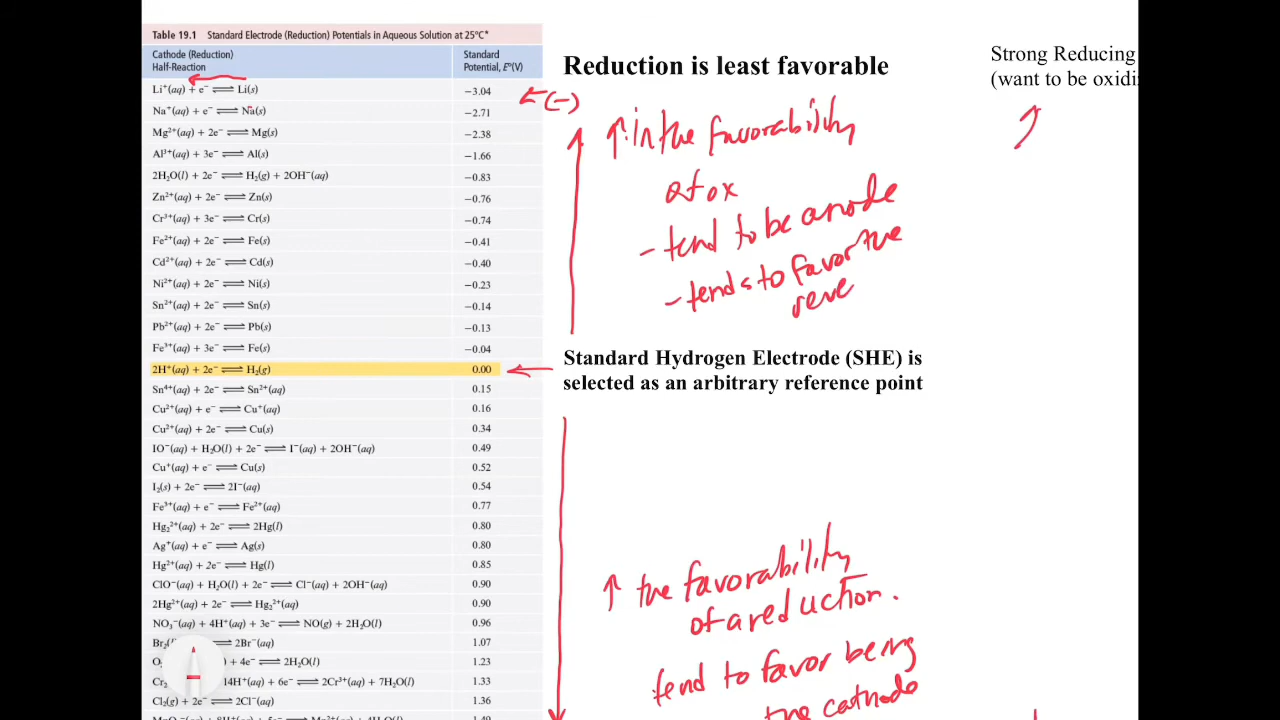 Table 19.1 Standard Electrode (Reduction) Potentials in Aqueous Solution at 25°C*
Cathode (Reduction) Half-Reaction Standard Potential, E°(V)
Li⁺(aq) + e⁻ ⇌ Li(s) −3.04
Na⁺(aq) + e⁻ ⇌ Na(s) −2.71
Mg²⁺(aq) + 2e⁻ ⇌ Mg(s) −2.38
Al³⁺(aq) + 3e⁻ ⇌ Al(s) −1.66
2H₂O(l) + 2e⁻ ⇌ H₂(g) + 2OH⁻(aq) −0.83
Zn²⁺(aq) + 2e⁻ ⇌ Zn(s) −0.76
Cr³⁺(aq) + 3e⁻ ⇌ Cr(s) −0.74
Fe²⁺(aq) + 2e⁻ ⇌ Fe(s) −0.41
Cd²⁺(aq) + 2e⁻ ⇌ Cd(s) −0.40
Ni²⁺(aq) + 2e⁻ ⇌ Ni(s) −0.23
Sn²⁺(aq) + 2e⁻ ⇌ Sn(s) −0.14
Pb²⁺(aq) + 2e⁻ ⇌ Pb(s) −0.13
Fe³⁺(aq) + 3e⁻ ⇌ Fe(s) −0.04
2H⁺(aq) + 2e⁻ ⇌ H₂(g) 0.00
Sn⁴⁺(aq) + 2e⁻ ⇌ Sn²⁺(aq) 0.15
Cu²⁺(aq) + e⁻ ⇌ Cu⁺(aq) 0.16
Cu²⁺(aq) + 2e⁻ ⇌ Cu(s) 0.34
IO⁻(aq) + H₂O(l) + 2e⁻ ⇌ I⁻(aq) + 2OH⁻(aq) 0.49
Cu⁺(aq) + e⁻ ⇌ Cu(s) 0.52
I₂(s) + 2e⁻ ⇌ 2I⁻(aq) 0.54
Fe³⁺(aq) + e⁻ ⇌ Fe²⁺(aq) 0.77
Hg₂²⁺(aq) + 2e⁻ ⇌ 2Hg(l) 0.80
Ag⁺(aq) + e⁻ ⇌ Ag(s) 0.80
Hg²⁺(aq) + 2e⁻ ⇌ Hg(l) 0.85
ClO⁻(aq) + H₂O(l) + 2e⁻ ⇌ Cl⁻(aq) + 2OH⁻(aq) 0.90
2Hg²⁺(aq) + 2e⁻ ⇌ Hg₂²⁺(aq) 0.90
NO₃⁻(aq) + 4H⁺(aq) + 3e⁻ ⇌ NO(g) + 2H₂O(l) 0.96
Br₂(l ⇌ 2Br⁻(aq) 1.07
O₂ + 4e⁻ ⇌ 2H₂O(l) 1.23
Cr₂ 14H⁺(aq) + 6e⁻ ⇌ 2Cr³⁺(aq) + 7H₂O(l) 1.33
Cl₂(g) + 2e⁻ ⇌ 2Cl⁻(aq) 1.36
Reduction is least favorable
← (−)
↑ in the favorability
of ox
- tend to be anode
- tends to favor the
reve
Standard Hydrogen Electrode (SHE) is
selected as an arbitrary reference point
↑ the favorability
of a reduction.
tend to favor being
the cathode
Strong Reducing
(want to be oxidi